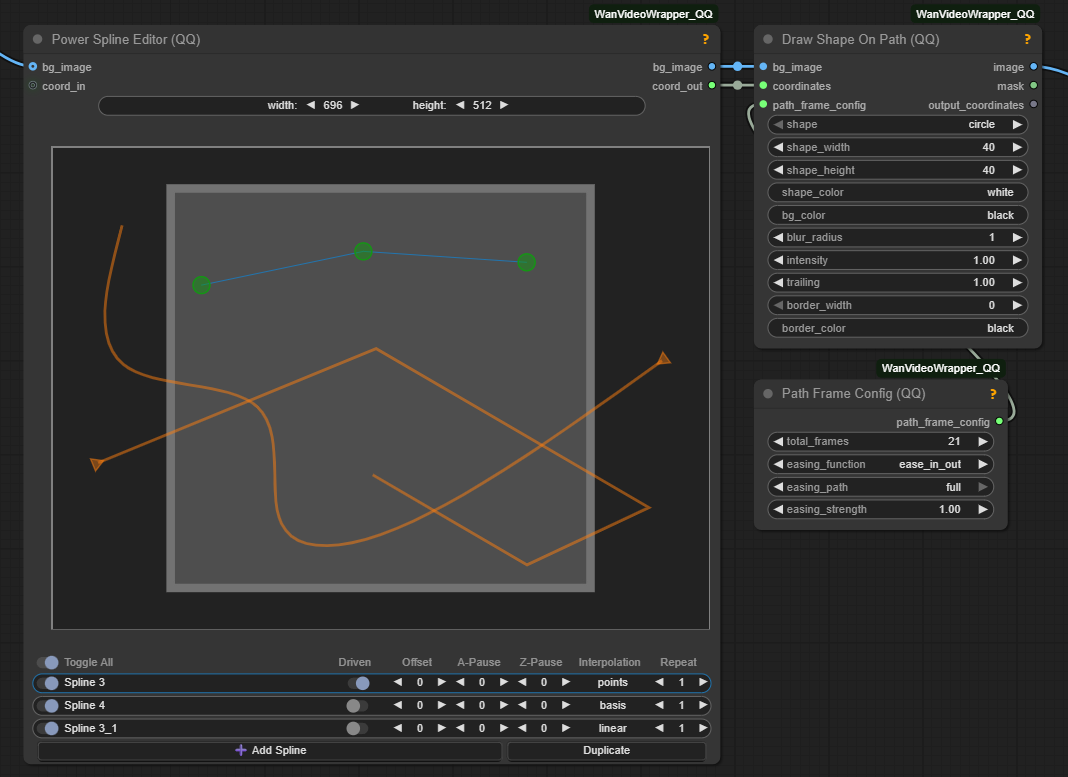 WanVideoWrapper_QQ
Power Spline Editor (QQ) ?
bg_image bg_image
coord_in coord_out
width: 696 height: 512
Toggle All Driven Offset A-Pause Z-Pause Interpolation Repeat
Spline 3 0 0 0 points 1
Spline 4 0 0 0 basis 1
Spline 3_1 0 0 0 linear 1
+ Add Spline Duplicate
WanVideoWrapper_QQ
Draw Shape On Path (QQ) ?
bg_image image
coordinates mask
path_frame_config output_coordinates
shape circle
shape_width 40
shape_height 40
shape_color white
bg_color black
blur_radius 1
intensity 1.00
trailing 1.00
border_width 0
border_color black
WanVideoWrapper_QQ
Path Frame Config (QQ) ?
path_frame_config
total_frames 21
easing_function ease_in_out
easing_path full
easing_strength 1.00